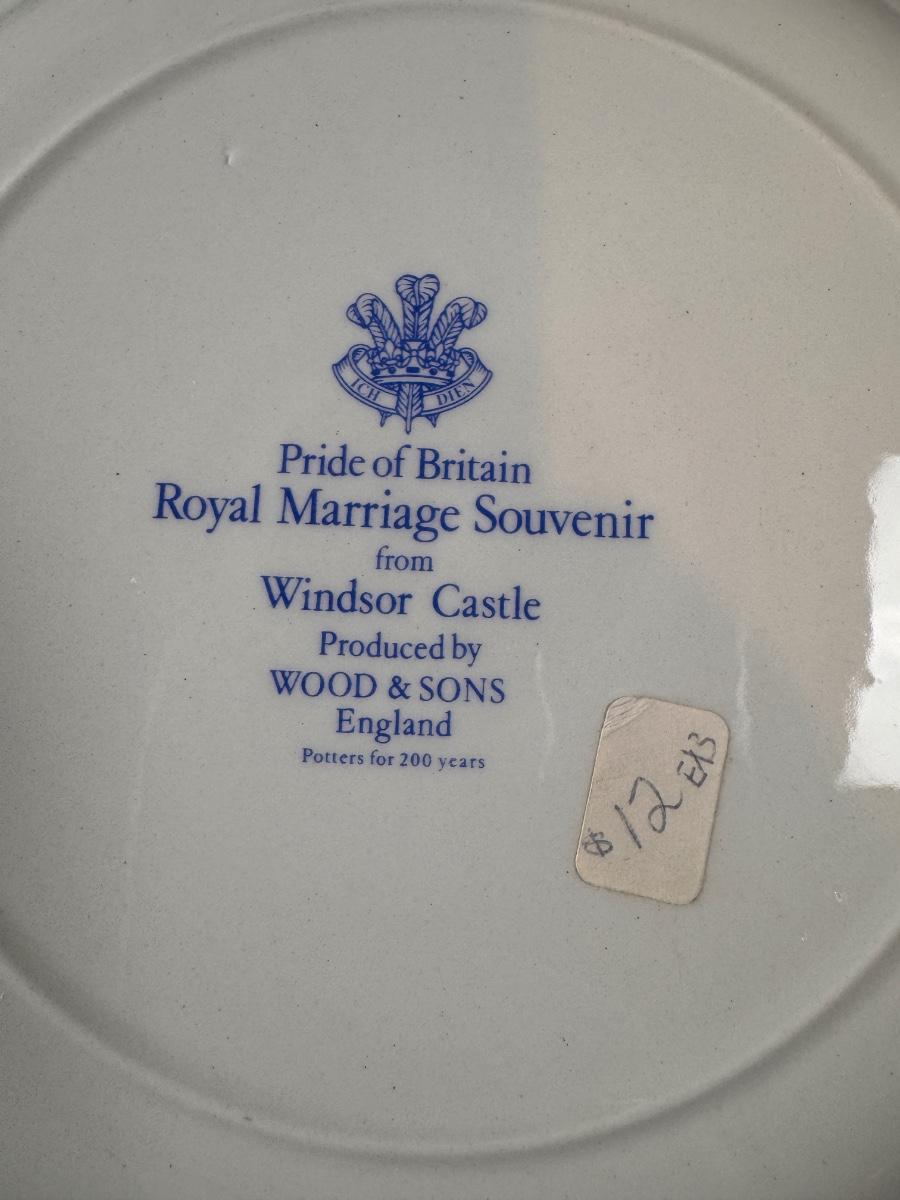 ICH DIEN
Pride of Britain
Royal Marriage Souvenir
from
Windsor Castle
Produced by
WOOD & SONS
England
Potters for 200 years
$12